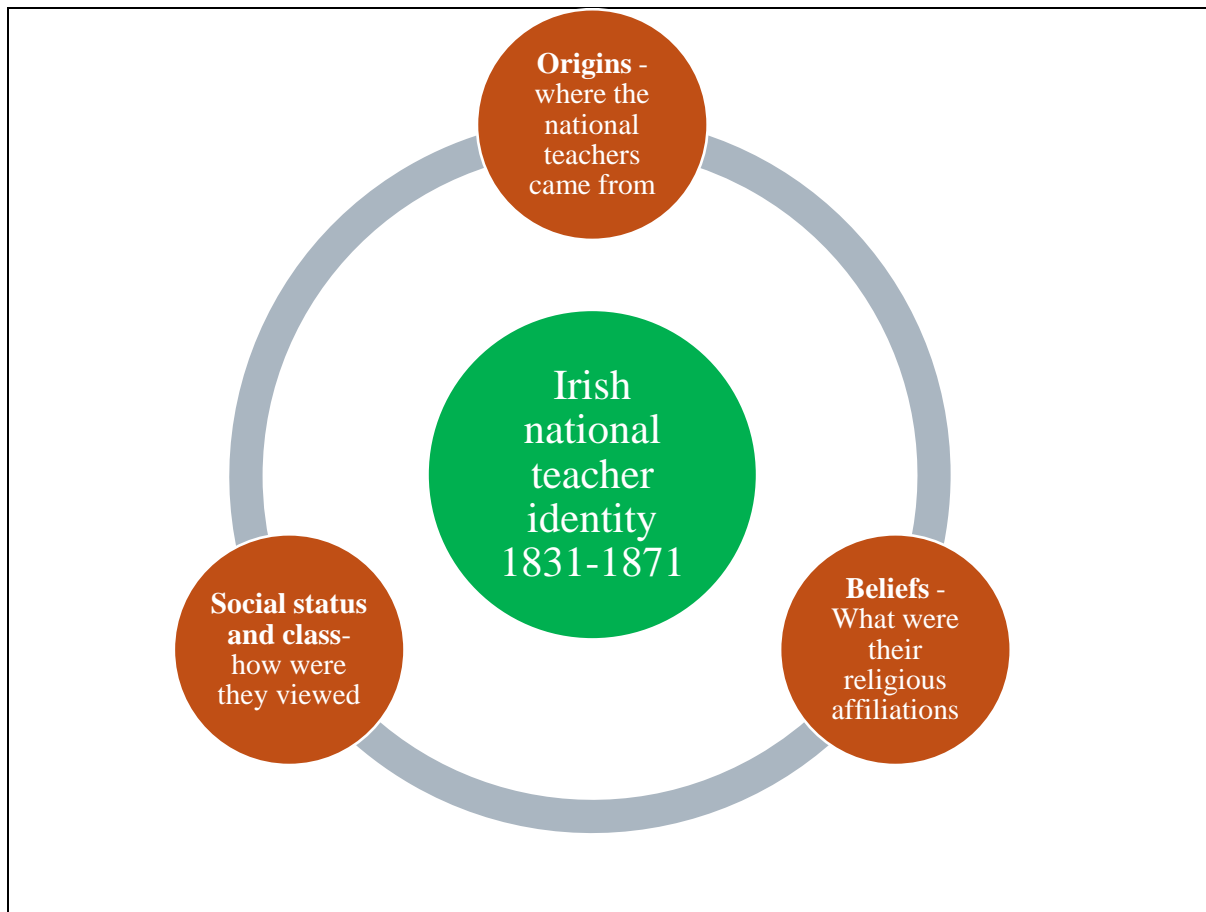 Origins -
where the
national
teachers
came from
Irish
national
teacher
identity
1831-1871
Social status
and class-
how were
they viewed
Beliefs -
What were
their
religious
affiliations